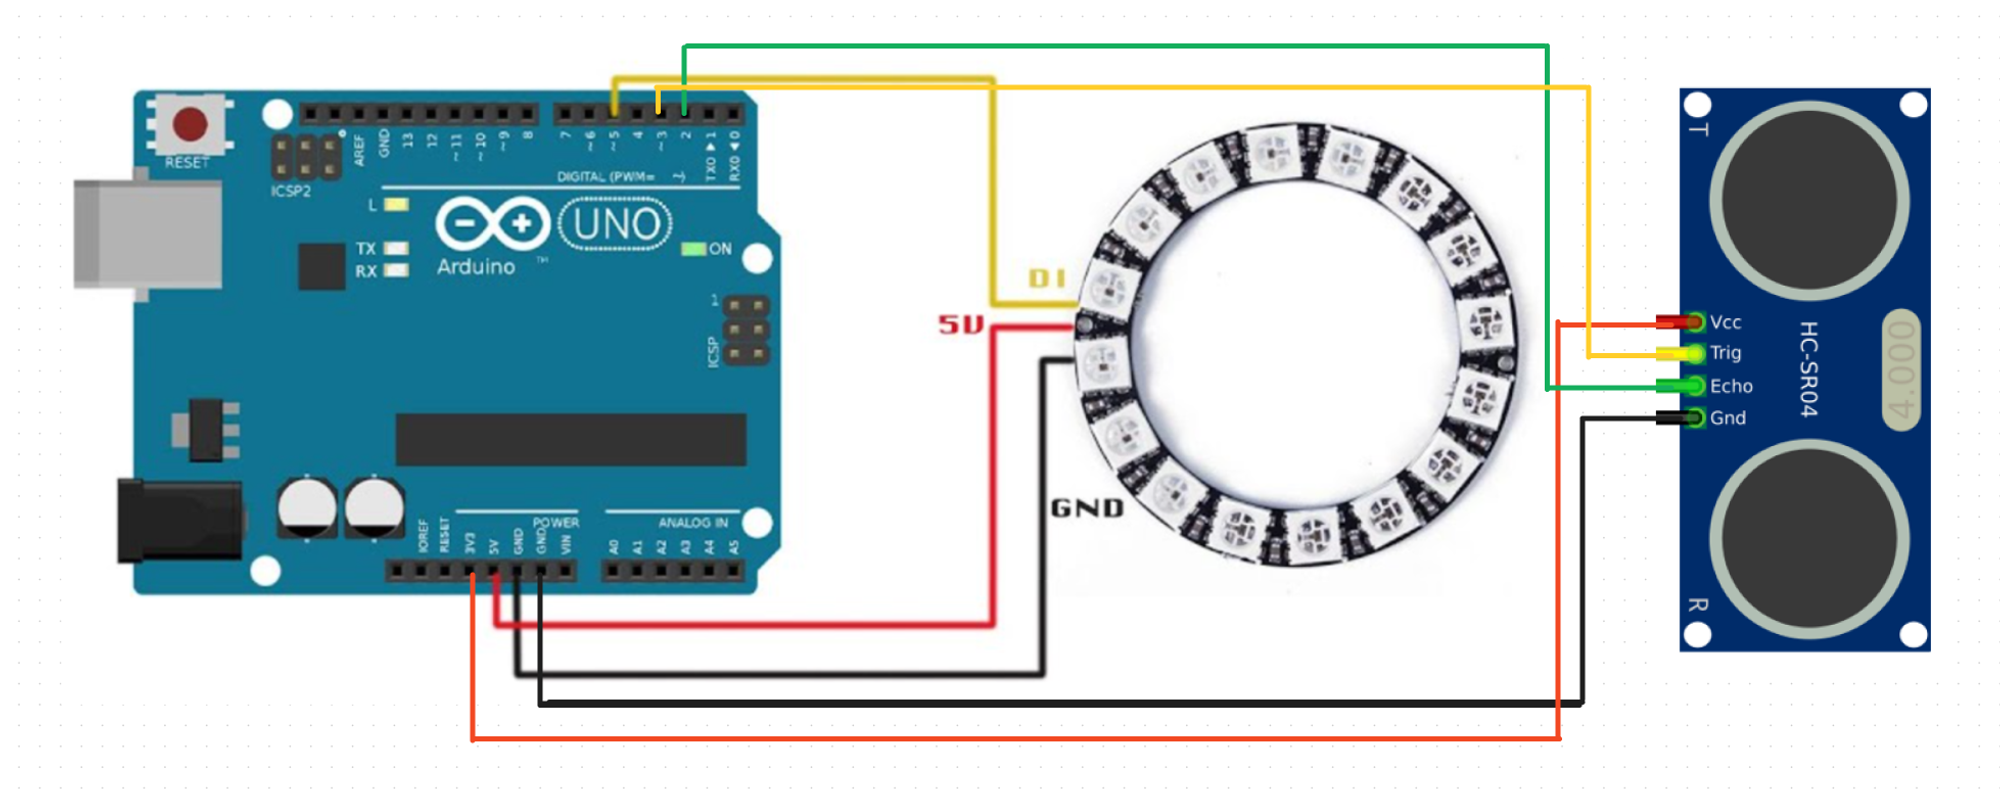 RESET
ICSP2
AREF
GND
13
12
~11
~10
~9
8
7
~6
~5
4
~3
2
TX0 ▶ 1
RX0 ◀ 0
DIGITAL (PWM= ~)
L
TX
RX
UNO
Arduino
™
ON
1
ICSP
IOREF
RESET
3V3
5V
GND
GND
VIN
POWER
ANALOG IN
A0
A1
A2
A3
A4
A5
DI
5V
GND
T
Vcc
Trig
Echo
Gnd
HC-SR04
4.000
R